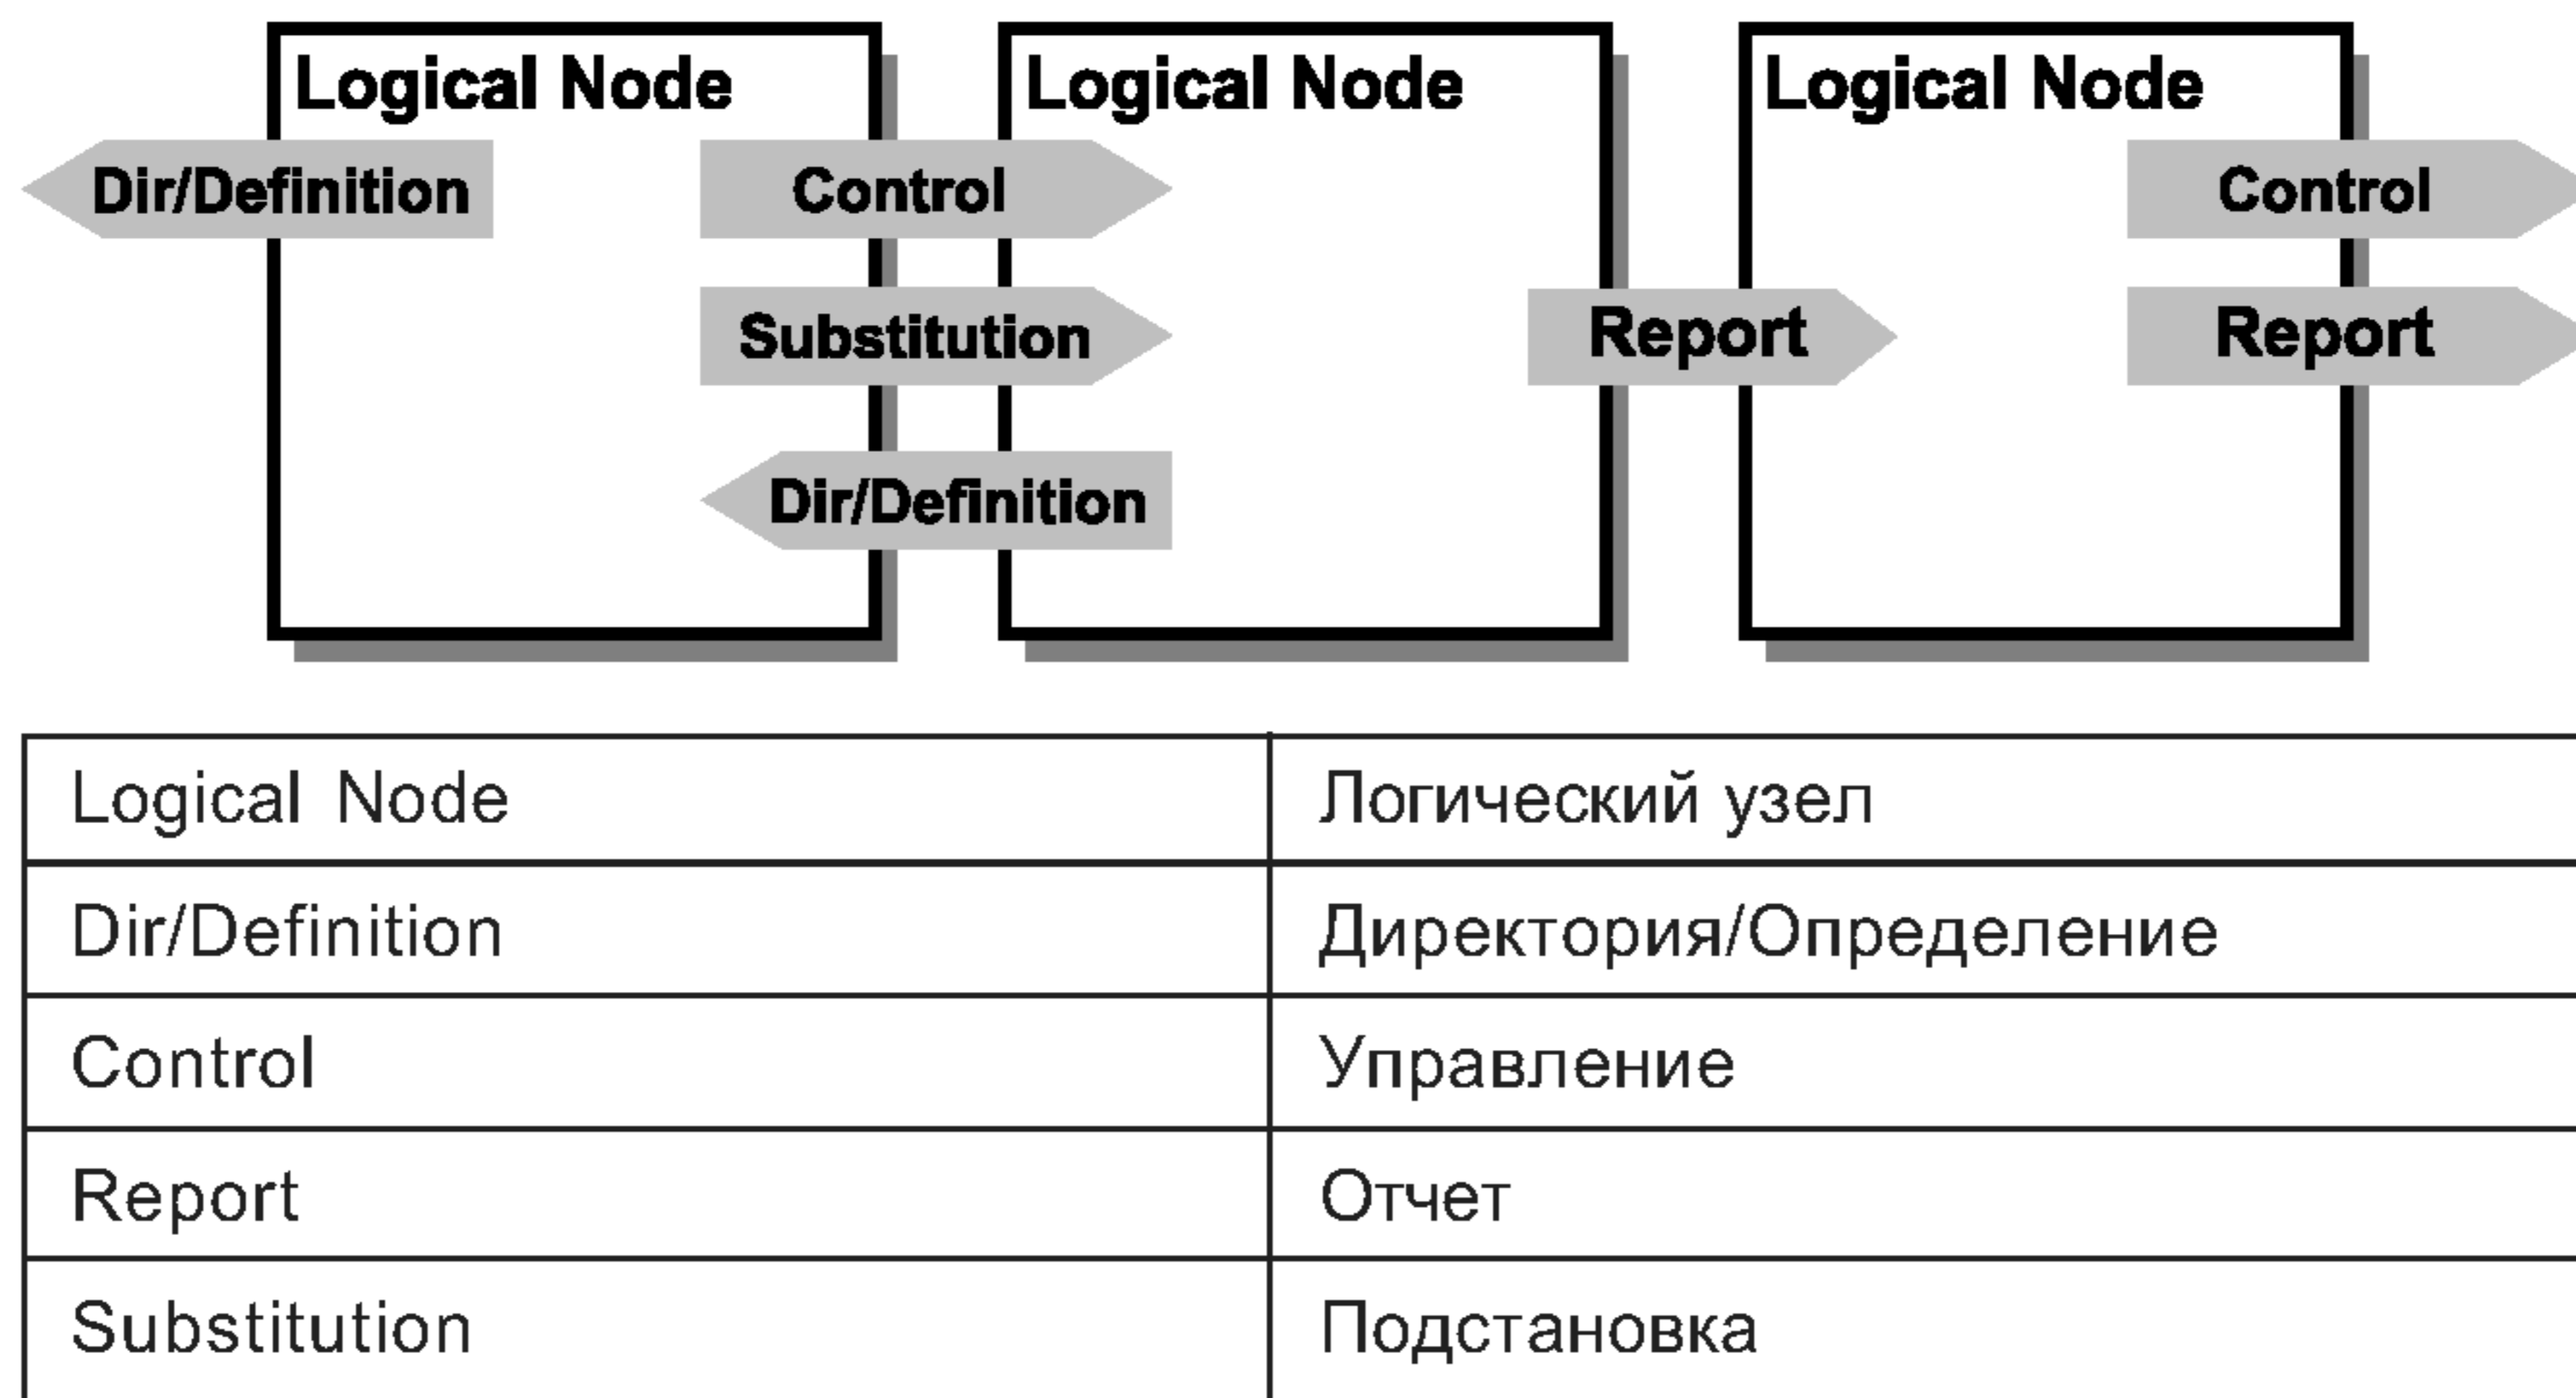 Logical Node Logical Node Logical Node
Dir/Definition Control Control
Substitution Report Report
Dir/Definition
Logical Node Логический узел
Dir/Definition Директория/Определение
Control Управление
Report Отчет
Substitution Подстановка